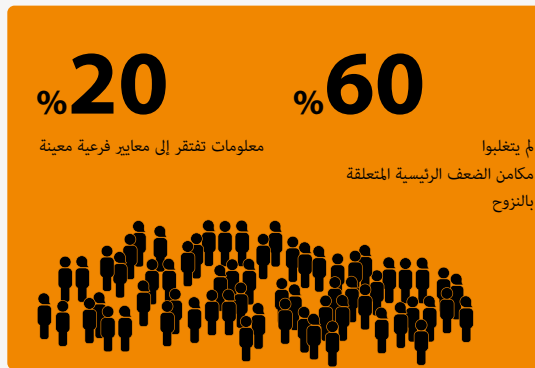 %60
لم يتغلبوا
مكامن الضعف الرئيسية المتعلقة
بالنزوح
%20
معلومات تفتقر إلى معايير فرعية معينة